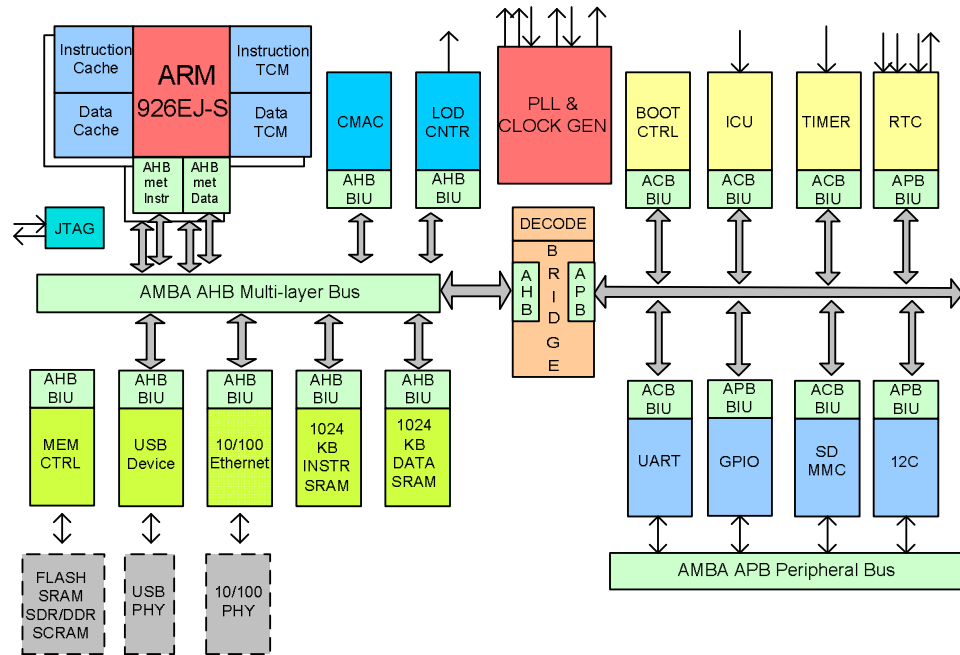 Instruction
Cache
ARM
926EJ-S
Instruction
TCM
Data
Cache
Data
TCM
AHB
met
Instr
AHB
met
Data
JTAG
CMAC
AHB
BIU
LOD
CNTR
AHB
BIU
PLL &
CLOCK GEN
BOOT
CTRL
ACB
BIU
ICU
ACB
BIU
TIMER
ACB
BIU
RTC
APB
BIU
DECODE
BRIDGE
AHB
APB
AMBA AHB Multi-layer Bus
AHB
BIU
MEM
CTRL
AHB
BIU
USB
Device
AHB
BIU
10/100
Ethernet
AHB
BIU
1024
KB
INSTR
SRAM
AHB
BIU
1024
KB
DATA
SRAM
ACB
BIU
UART
APB
BIU
GPIO
ACB
BIU
SD
MMC
APB
BIU
12C
FLASH
SRAM
SDR/DDR
SCRAM
USB
PHY
10/100
PHY
AMBA APB Peripheral Bus